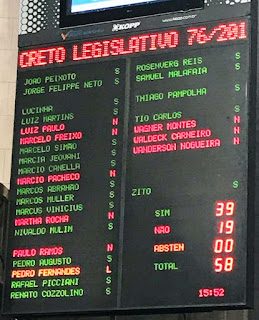 KOPP
CRETO LEGISLATIVO 76/201
JOAO PEIXOTO S
JORGE FELIPPE NETO S
LUCINHA S
LUIZ MARTINS S
LUIZ PAULO N
MARCELO FREIXO N
MARCELO SIMAO S
MARCIA JEOVANI S
MARCIO CANELLA S
MARCIO PACHECO N
MARCOS ABRAHAO S
MARCOS MULLER S
MARCUS VINICIUS S
MARTHA ROCHA N
NIVALDO MULIN S
PAULO RAMOS N
PEDRO AUGUSTO S
PEDRO FERNANDES L
RAFAEL PICCIANI S
RENATO COZZOLINO S
ROSENVERG REIS S
SAMUEL MALAFAIA S
THIAGO PAMPOLHA S
TIO CARLOS S
WAGNER MONTES N
WALDECK CARNEIRO N
WANDERSON NOGUEIRA N
ZITO S
SIM 39
NÃO 19
ABSTEN 00
TOTAL 58
15:52